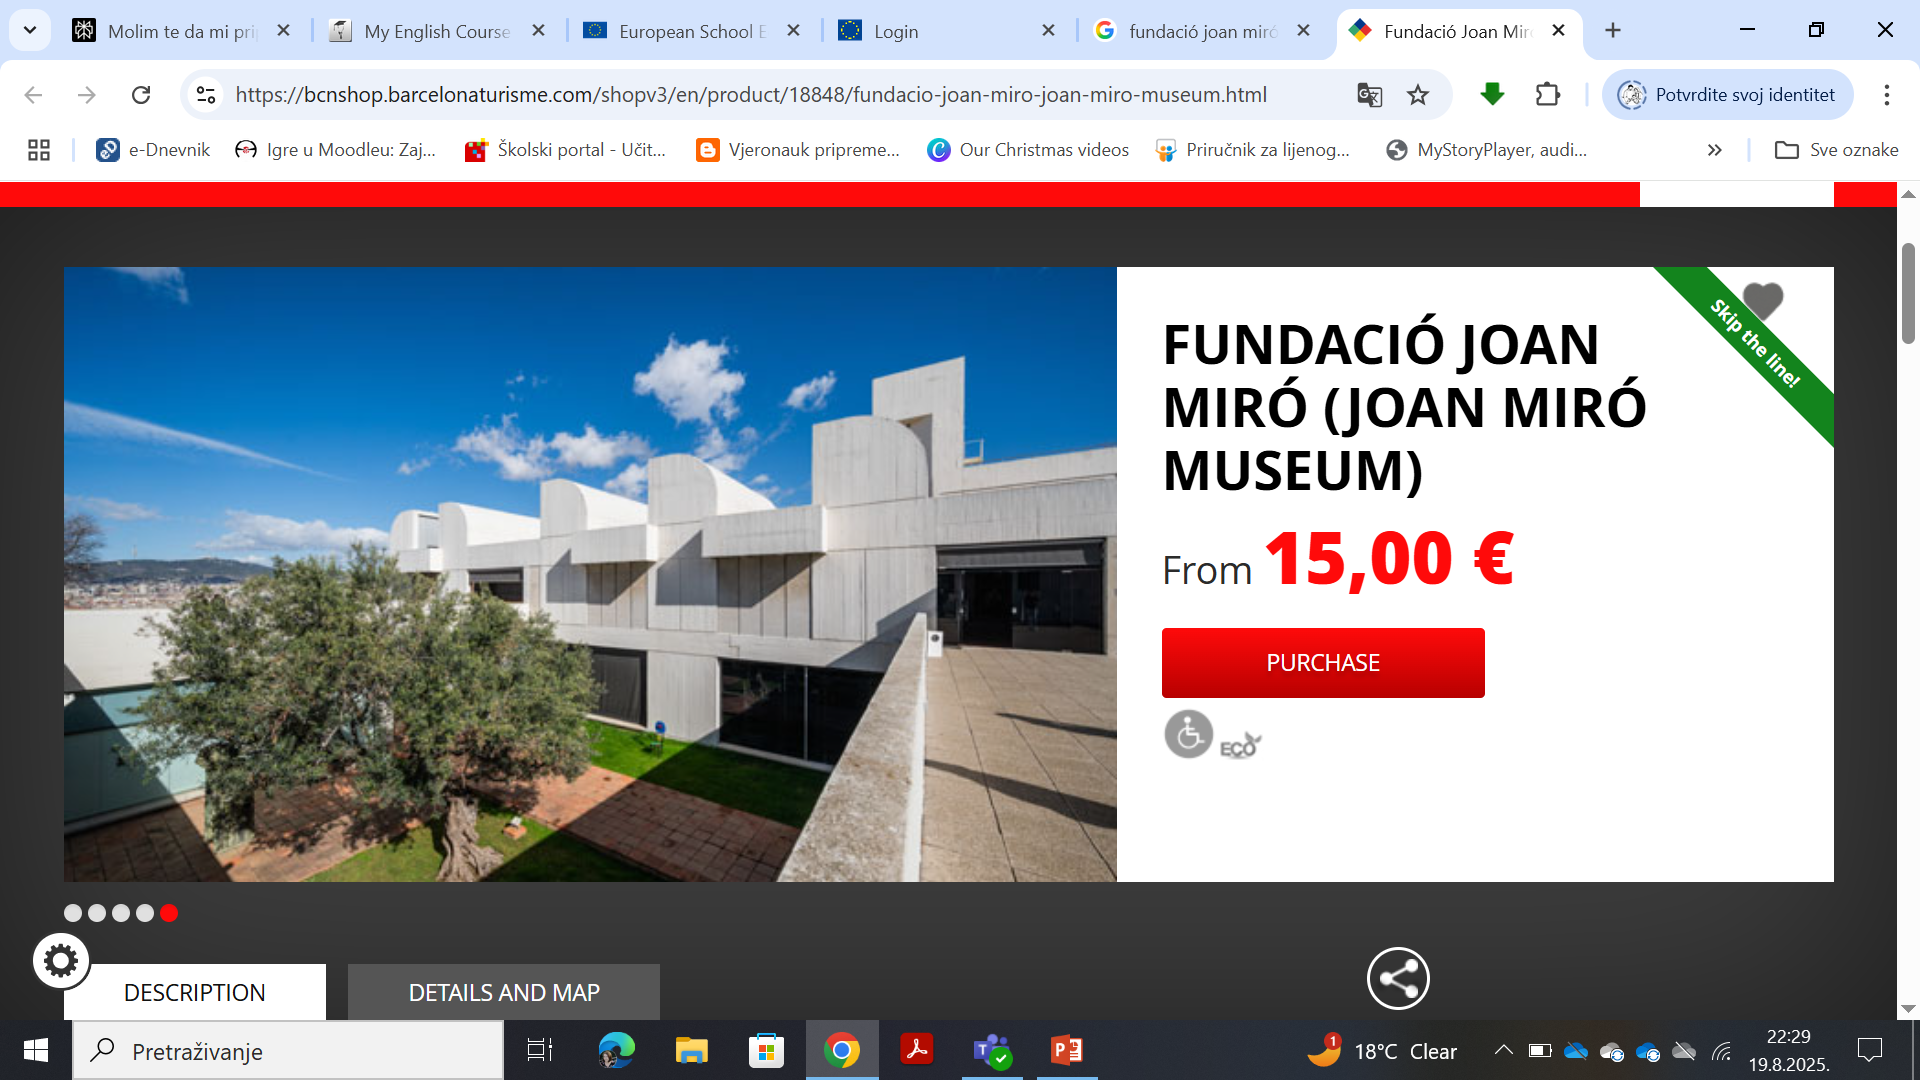 Molim te da mi pri
My English Course
European School E
Login
fundació joan miró
Fundació Joan Mir
https://bcnshop.barcelonaturisme.com/shopv3/en/product/18848/fundacio-joan-miro-joan-miro-museum.html
Potvrdite svoj identitet
e-Dnevnik
Igre u Moodleu: Zaj...
Školski portal - Učit...
Vjeronauk pripreme...
Our Christmas videos
Priručnik za lijenog...
MyStoryPlayer, audi...
Sve oznake
Skip the line!
FUNDACIÓ JOAN
MIRÓ (JOAN MIRÓ
MUSEUM)
From 15,00 €
PURCHASE
ECO
DESCRIPTION
DETAILS AND MAP
Pretraživanje
1
18°C Clear
22:29
19.8.2025.